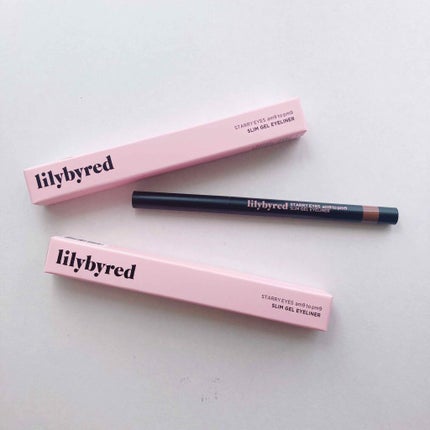 lilybyred
STARRY EYES am9 to pm9
SLIM GEL EYELINER
lilybyred
STARRY EYES am9 to pm9
SLIM GEL EYELINER
lilybyred
STARRY EYES am9 to pm9
SLIM GEL EYELINER